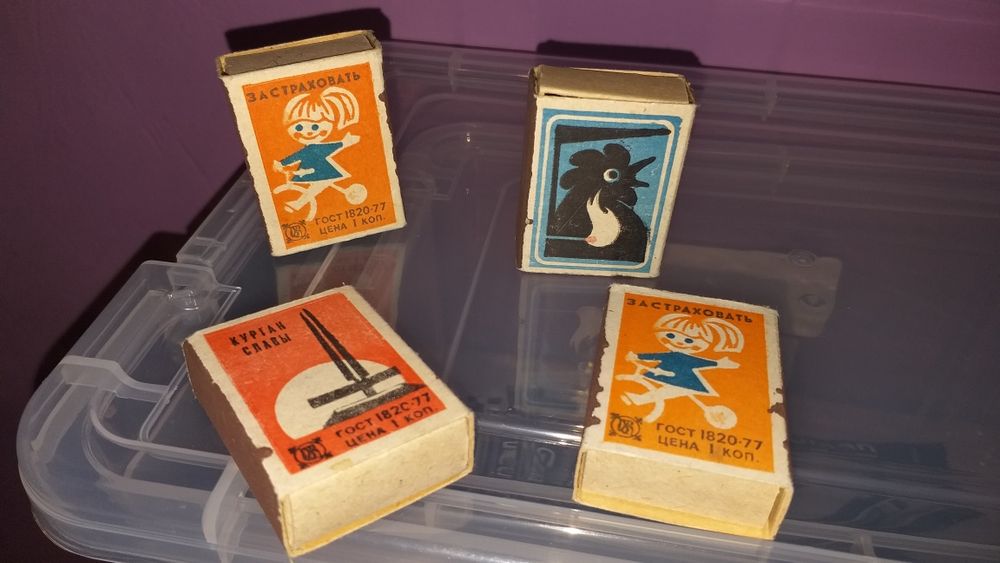 ЗАСТРАХОВАТЬ
ГОСТ 1820-77
ЦЕНА 1 КОП.
КУРГАН
СЛАВЫ
ГОСТ 182С-77
ЦЕНА 1 КОП.
ЗАСТРАХОВАТЬ
ГОСТ 1820-77
ЦЕНА 1 КОП.